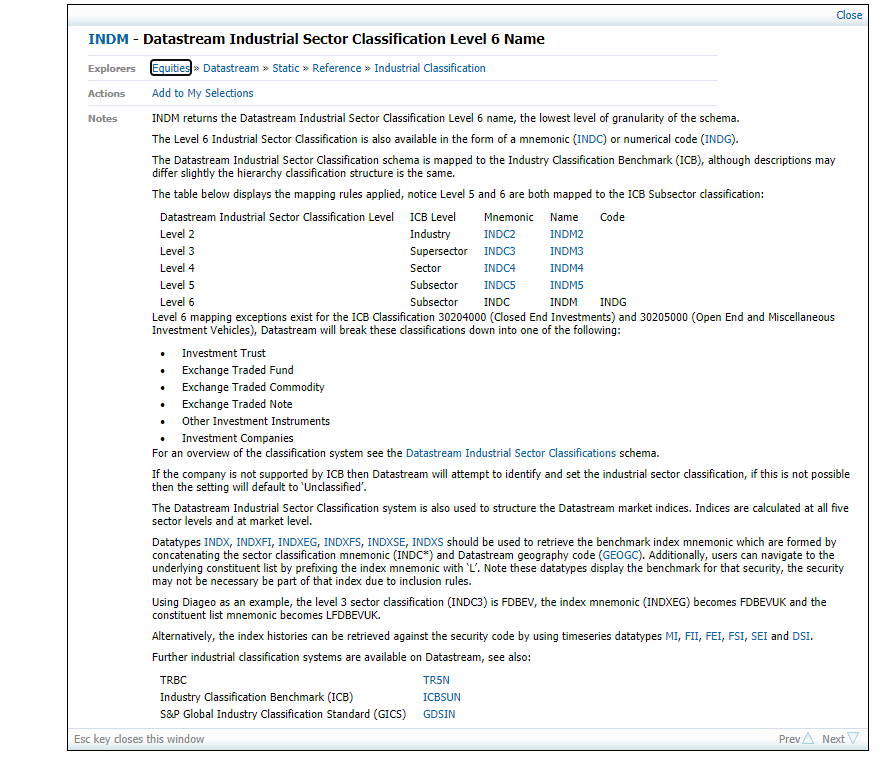 Close
INDM - Datastream Industrial Sector Classification Level 6 Name
Explorers Equities » Datastream » Static » Reference » Industrial Classification
Actions Add to My Selections
Notes INDM returns the Datastream Industrial Sector Classification Level 6 name, the lowest level of granularity of the schema.
The Level 6 Industrial Sector Classification is also available in the form of a mnemonic (INDC) or numerical code (INDG).
The Datastream Industrial Sector Classification schema is mapped to the Industry Classification Benchmark (ICB), although descriptions may
differ slightly the hierarchy classification structure is the same.
The table below displays the mapping rules applied, notice Level 5 and 6 are both mapped to the ICB Subsector classification:
Datastream Industrial Sector Classification Level ICB Level Mnemonic Name Code
Level 2 Industry INDC2 INDM2
Level 3 Supersector INDC3 INDM3
Level 4 Sector INDC4 INDM4
Level 5 Subsector INDC5 INDM5
Level 6 Subsector INDC INDM INDG
Level 6 mapping exceptions exist for the ICB Classification 30204000 (Closed End Investments) and 30205000 (Open End and Miscellaneous
Investment Vehicles), Datastream will break these classifications down into one of the following:
• Investment Trust
• Exchange Traded Fund
• Exchange Traded Commodity
• Exchange Traded Note
• Other Investment Instruments
• Investment Companies
For an overview of the classification system see the Datastream Industrial Sector Classifications schema.
If the company is not supported by ICB then Datastream will attempt to identify and set the industrial sector classification, if this is not possible
then the setting will default to ‘Unclassified’.
The Datastream Industrial Sector Classification system is also used to structure the Datastream market indices. Indices are calculated at all five
sector levels and at market level.
Datatypes INDX, INDXFI, INDXEG, INDXFS, INDXSE, INDXS should be used to retrieve the benchmark index mnemonic which are formed by
concatenating the sector classification mnemonic (INDC*) and Datastream geography code (GEOGC). Additionally, users can navigate to the
underlying constituent list by prefixing the index mnemonic with ‘L’. Note these datatypes display the benchmark for that security, the security
may not be necessary be part of that index due to inclusion rules.
Using Diageo as an example, the level 3 sector classification (INDC3) is FDBEV, the index mnemonic (INDXEG) becomes FDBEVUK and the
constituent list mnemonic becomes LFDBEVUK.
Alternatively, the index histories can be retrieved against the security code by using timeseries datatypes MI, FII, FEI, FSI, SEI and DSI.
Further industrial classification systems are available on Datastream, see also:
TRBC TR5N
Industry Classification Benchmark (ICB) ICBSUN
S&P Global Industry Classification Standard (GICS) GDSIN
Esc key closes this window Prev Next